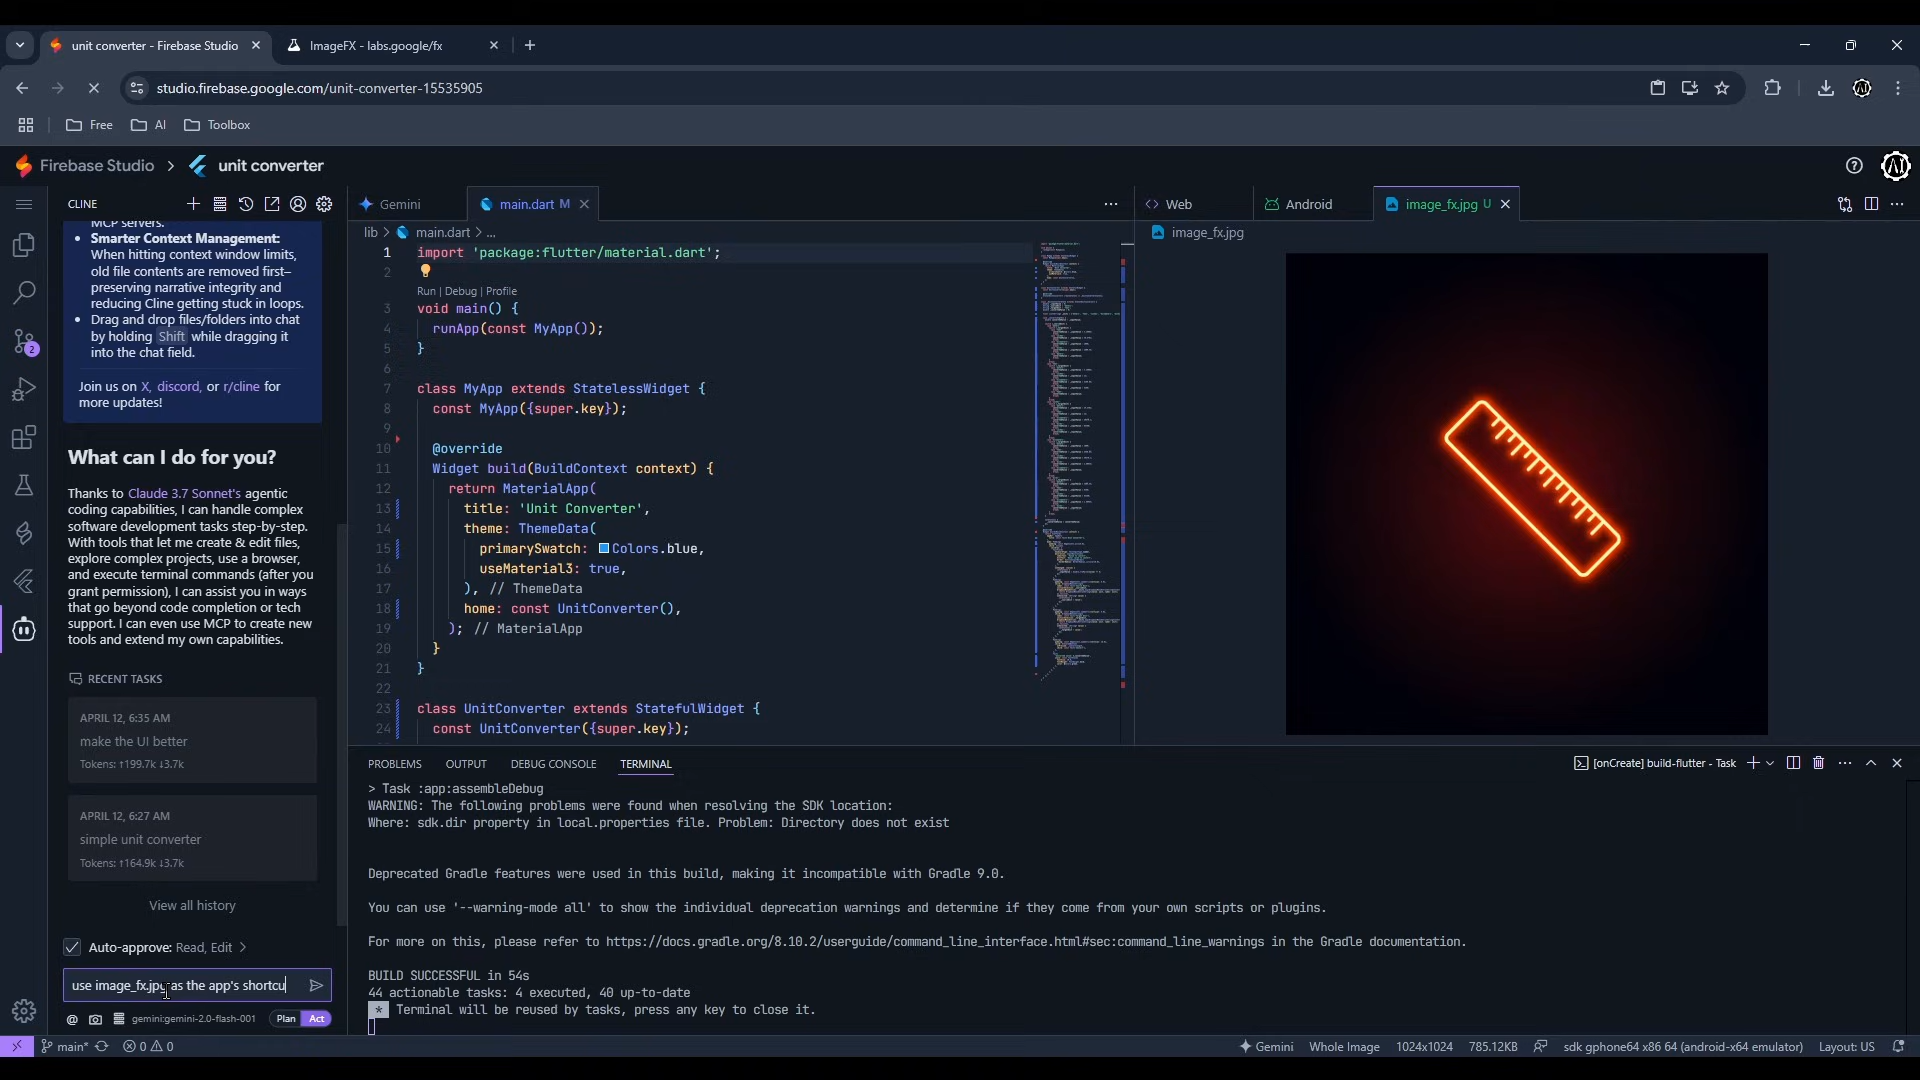 unit converter - Firebase Studio
ImageFX - labs.google/fx
studio.firebase.google.com/unit-converter-15535905
Free
AI
Toolbox
Firebase Studio
unit converter
CLINE
MCP servers.
Smarter Context Management:
When hitting context window limits,
old file contents are removed first–
preserving narrative integrity and
reducing Cline getting stuck in loops.
Drag and drop files/folders into chat
by holding Shift while dragging it
into the chat field.
Join us on X, discord, or r/cline for
more updates!
What can I do for you?
Thanks to Claude 3.7 Sonnet's agentic
coding capabilities, I can handle complex
software development tasks step-by-step.
With tools that let me create & edit files,
explore complex projects, use a browser,
and execute terminal commands (after you
grant permission), I can assist you in ways
that go beyond code completion or tech
support. I can even use MCP to create new
tools and extend my own capabilities.
RECENT TASKS
APRIL 12, 6:35 AM
make the UI better
Tokens: ↑199.7k ↓3.7k
APRIL 12, 6:27 AM
simple unit converter
Tokens: ↑164.9k ↓3.7k
View all history
Auto-approve: Read, Edit >
use image_fx.jpg as the app's shortcu
@ gemini:gemini-2.0-flash-001
Plan Act
Gemini
main.dart M
lib > main.dart > ...
1 import 'package:flutter/material.dart';
2
Run | Debug | Profile
3 void main() {
4 runApp(const MyApp());
5 }
6
7 class MyApp extends StatelessWidget {
8 const MyApp({super.key});
9
10 @override
11 Widget build(BuildContext context) {
12 return MaterialApp(
13 title: 'Unit Converter',
14 theme: ThemeData(
15 primarySwatch: Colors.blue,
16 useMaterial3: true,
17 ), // ThemeData
18 home: const UnitConverter(),
19 ); // MaterialApp
20 }
21 }
22
23 class UnitConverter extends StatefulWidget {
24 const UnitConverter({super.key});
Web
Android
image_fx.jpg U
image_fx.jpg
PROBLEMS
OUTPUT
DEBUG CONSOLE
TERMINAL
[onCreate] build-flutter - Task
> Task :app:assembleDebug
WARNING: The following problems were found when resolving the SDK location:
Where: sdk.dir property in local.properties file. Problem: Directory does not exist
Deprecated Gradle features were used in this build, making it incompatible with Gradle 9.0.
You can use '--warning-mode all' to show the individual deprecation warnings and determine if they come from your own scripts or plugins.
For more on this, please refer to https://docs.gradle.org/8.10.2/userguide/command_line_interface.html#sec:command_line_warnings in the Gradle documentation.
BUILD SUCCESSFUL in 54s
44 actionable tasks: 4 executed, 40 up-to-date
* Terminal will be reused by tasks, press any key to close it.
2
main*
0 0
Gemini
Whole Image
1024x1024
785.12KB
sdk gphone64 x86 64 (android-x64 emulator)
Layout: US